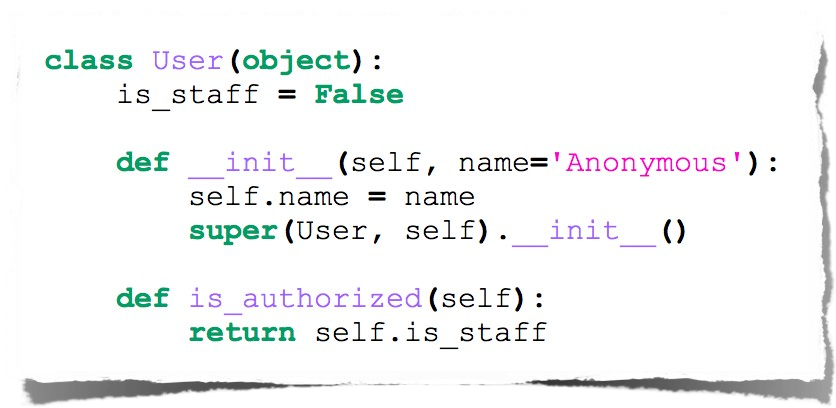 class User(object):
    is_staff = False

    def __init__(self, name='Anonymous'):
        self.name = name
        super(User, self).__init__()

    def is_authorized(self):
        return self.is_staff